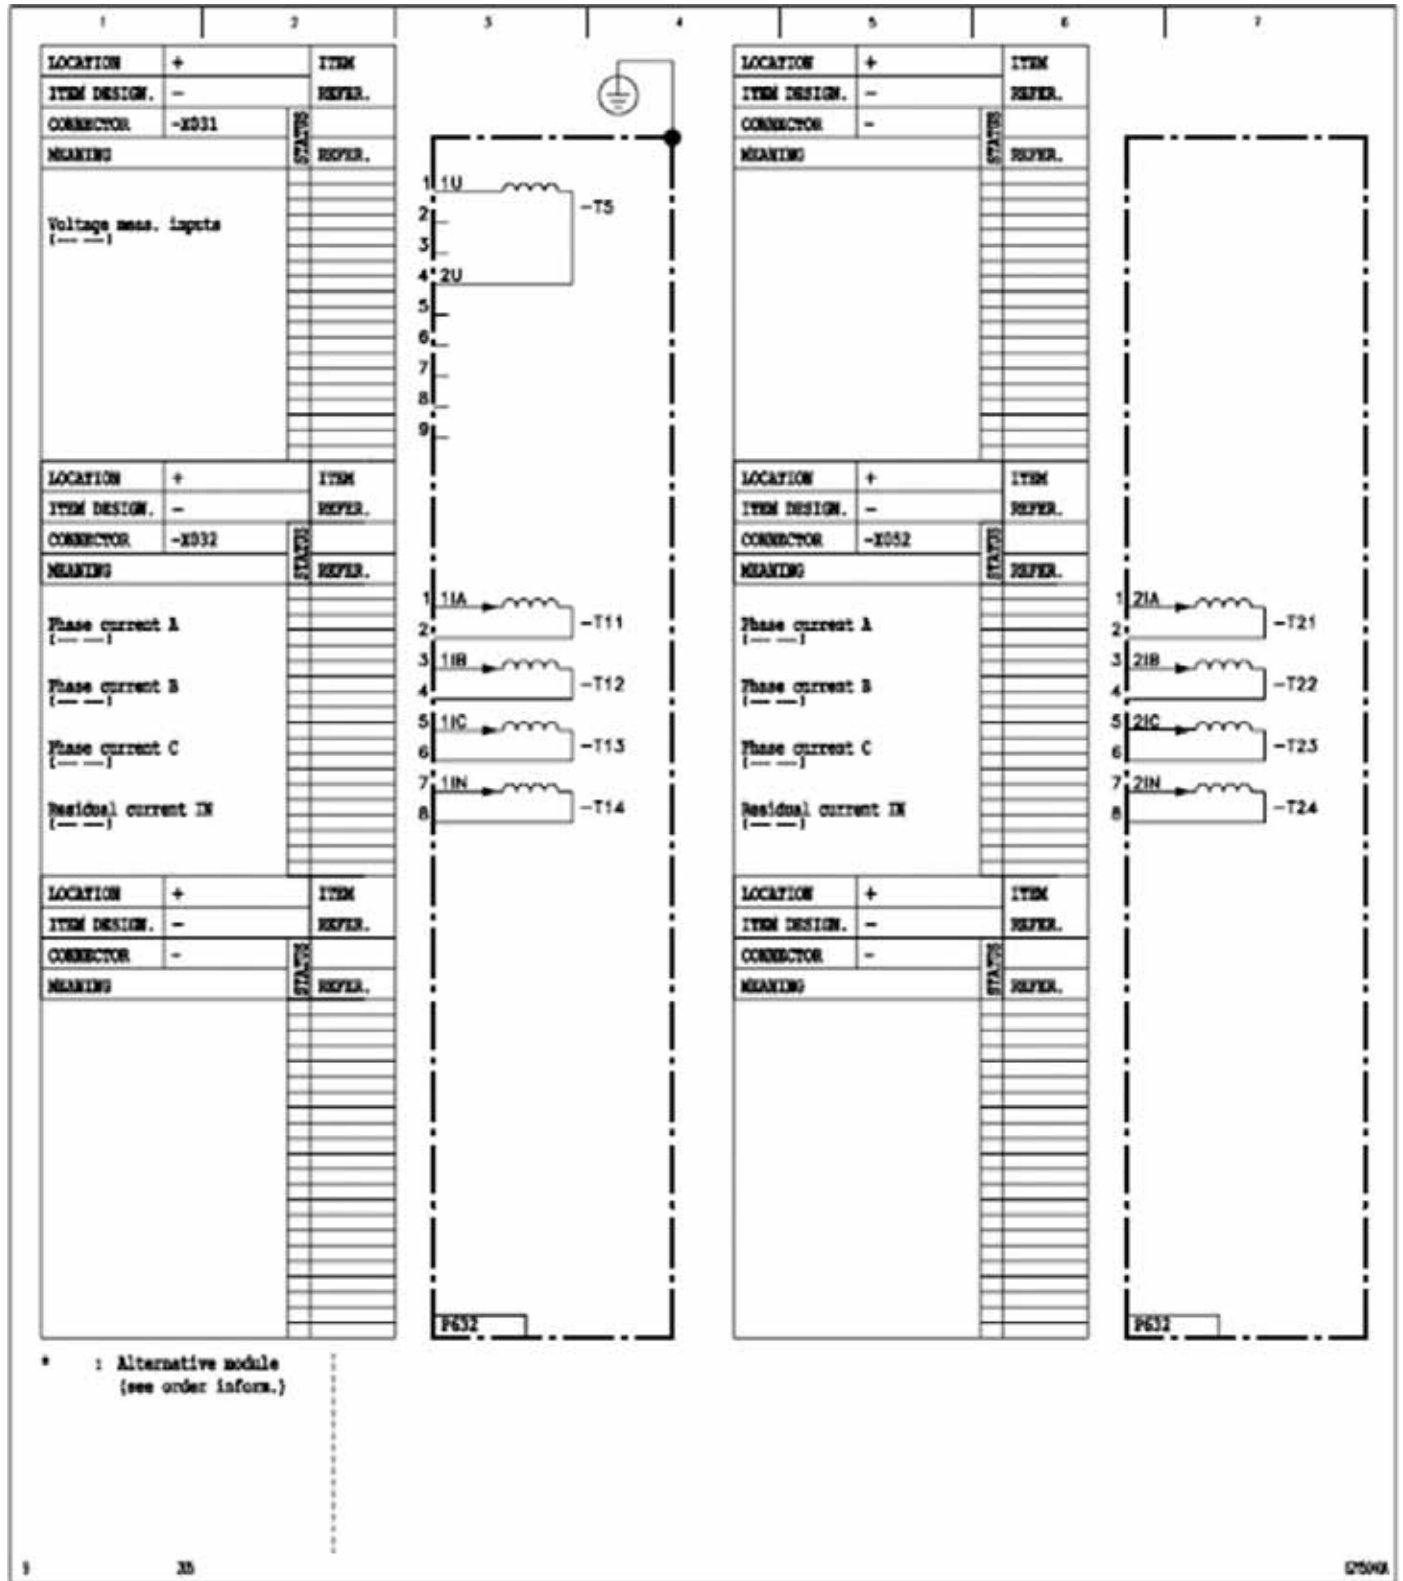 1 2 3 4 5 6 7
LOCATION + ITEM
ITEM DESIGN. - REFER.
CONNECTOR -X031 STATUS
MEANING REFER.
Voltage meas. inputs
[--- ---]
1 1U
-T5
2
3
4 2U
5
6
7
8
9
LOCATION + ITEM
ITEM DESIGN. - REFER.
CONNECTOR -X032 STATUS
MEANING REFER.
Phase current A
[--- ---]
Phase current B
[--- ---]
Phase current C
[--- ---]
Residual current IN
[--- ---]
1 1IA
2 -T11
3 1IB
4 -T12
5 1IC
6 -T13
7 1IN
8 -T14
LOCATION + ITEM
ITEM DESIGN. - REFER.
CONNECTOR - STATUS
MEANING REFER.
P632
LOCATION + ITEM
ITEM DESIGN. - REFER.
CONNECTOR - STATUS
MEANING REFER.
LOCATION + ITEM
ITEM DESIGN. - REFER.
CONNECTOR -X052 STATUS
MEANING REFER.
Phase current A
[--- ---]
Phase current B
[--- ---]
Phase current C
[--- ---]
Residual current IN
[--- ---]
1 2IA
2 -T21
3 2IB
4 -T22
5 2IC
6 -T23
7 2IN
8 -T24
LOCATION + ITEM
ITEM DESIGN. - REFER.
CONNECTOR - STATUS
MEANING REFER.
P632
* : Alternative module
(see order inform.)